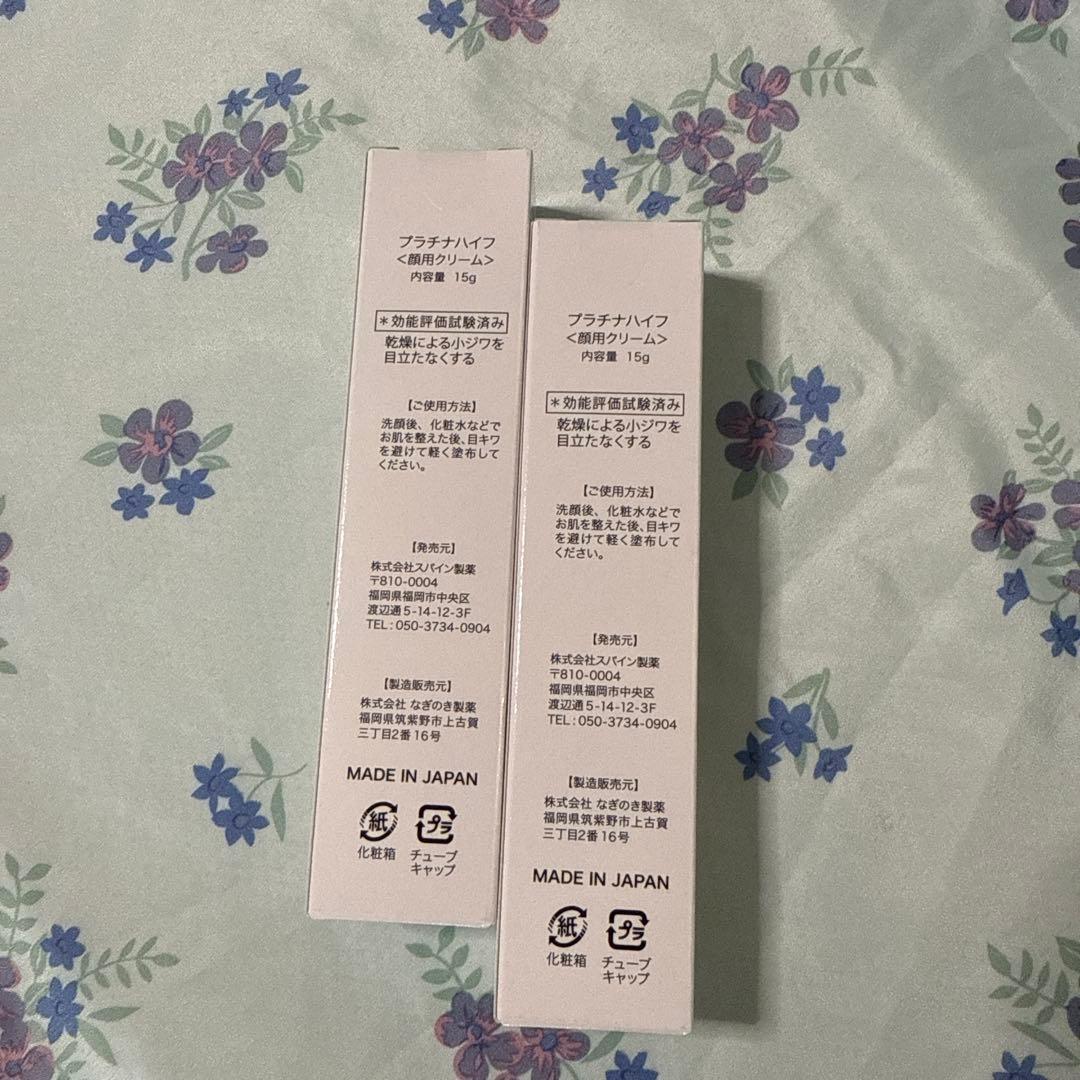 プラチナハイフ
<顔用クリーム>
内容量 15g
*効能評価試験済み
乾燥による小ジワを
目立たなくする
【ご使用方法】
洗顔後、化粧水などで
お肌を整えた後、目キワ
を避けて軽く塗布して
ください。
【発売元】
株式会社スパイン製薬
〒810-0004
福岡県福岡市中央区
渡辺通5-14-12-3F
TEL:050-3734-0904
【製造販売元】
株式会社 なぎのき製薬
福岡県筑紫野市上古賀
三丁目2番16号
MADE IN JAPAN
紙 プラ
化粧箱 チューブ
キャップ
プラチナハイフ
<顔用クリーム>
内容量 15g
*効能評価試験済み
乾燥による小ジワを
目立たなくする
【ご使用方法】
洗顔後、化粧水などで
お肌を整えた後、目キワ
を避けて軽く塗布して
ください。
【発売元】
株式会社スパイン製薬
〒810-0004
福岡県福岡市中央区
渡辺通5-14-12-3F
TEL:050-3734-0904
【製造販売元】
株式会社 なぎのき製薬
福岡県筑紫野市上古賀
三丁目2番16号
MADE IN JAPAN
紙 プラ
化粧箱 チューブ
キャップ